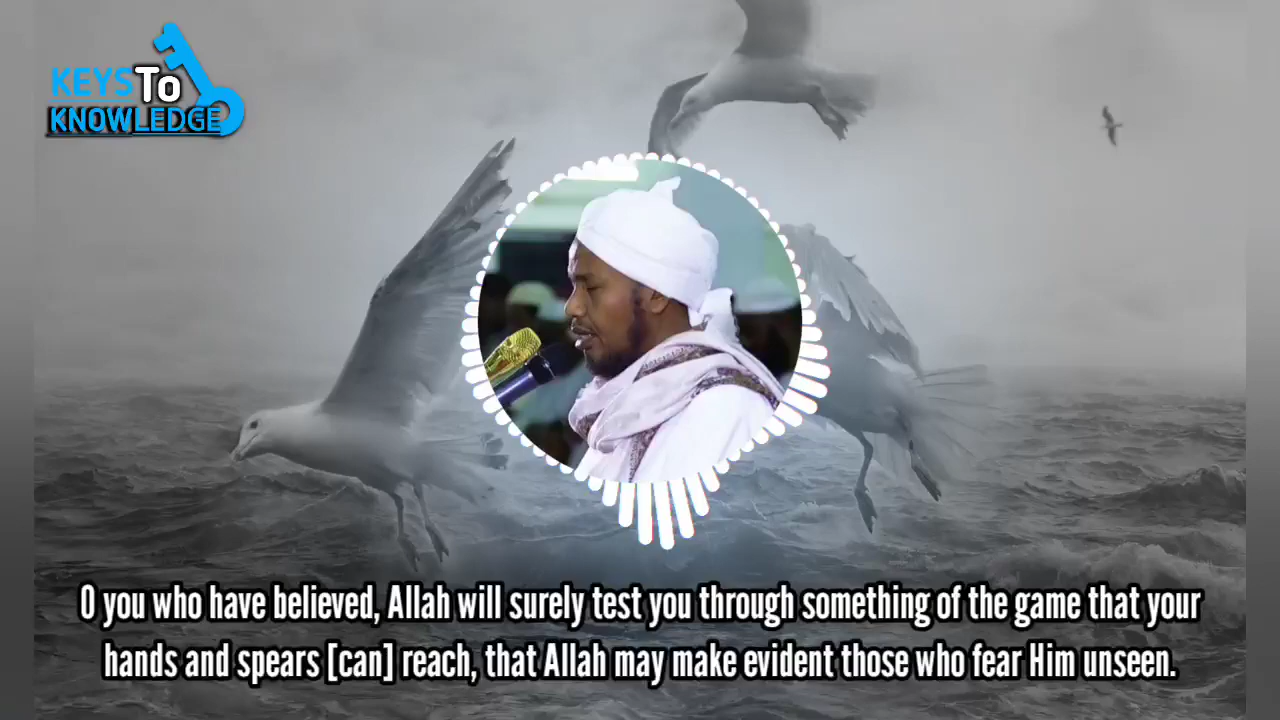 KEYS To
KNOWLEDGE
O you who have believed, Allah will surely test you through something of the game that your
hands and spears [can] reach, that Allah may make evident those who fear Him unseen.